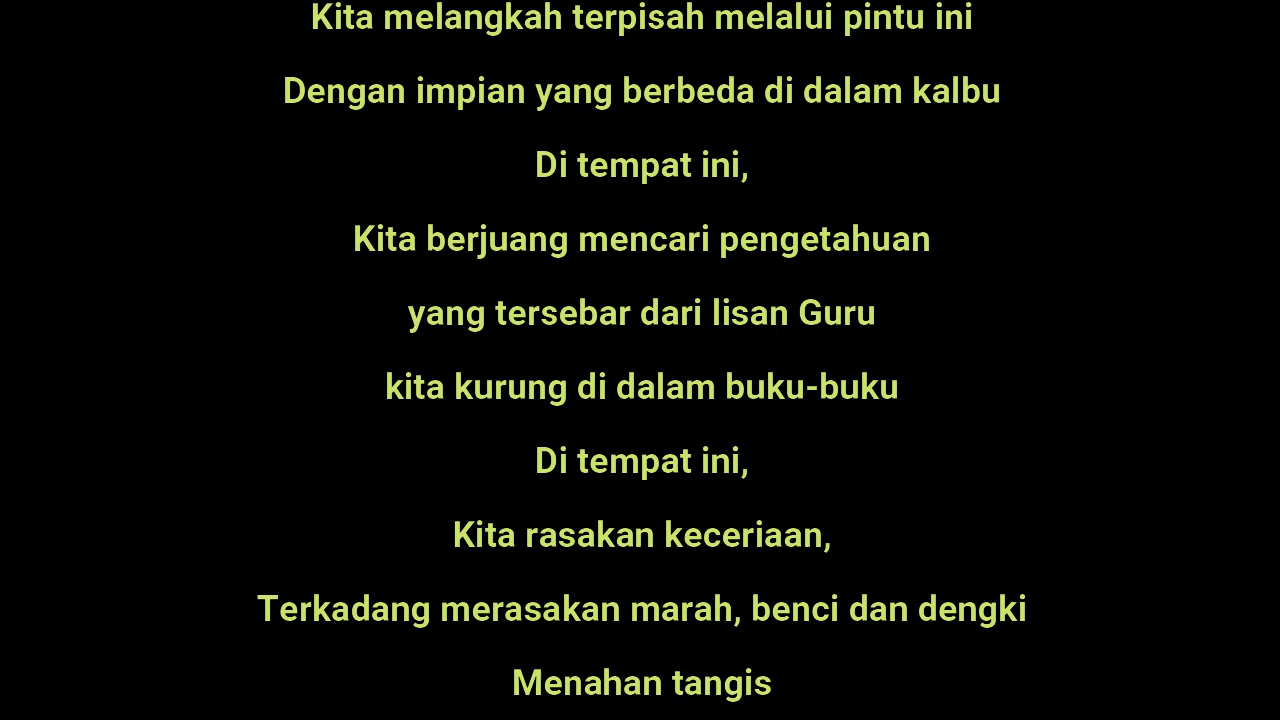 Kita melangkah terpisah melalui pintu ini
Dengan impian yang berbeda di dalam kalbu
Di tempat ini,
Kita berjuang mencari pengetahuan
yang tersebar dari lisan Guru
kita kurung di dalam buku-buku
Di tempat ini,
Kita rasakan keceriaan,
Terkadang merasakan marah, benci dan dengki
Menahan tangis